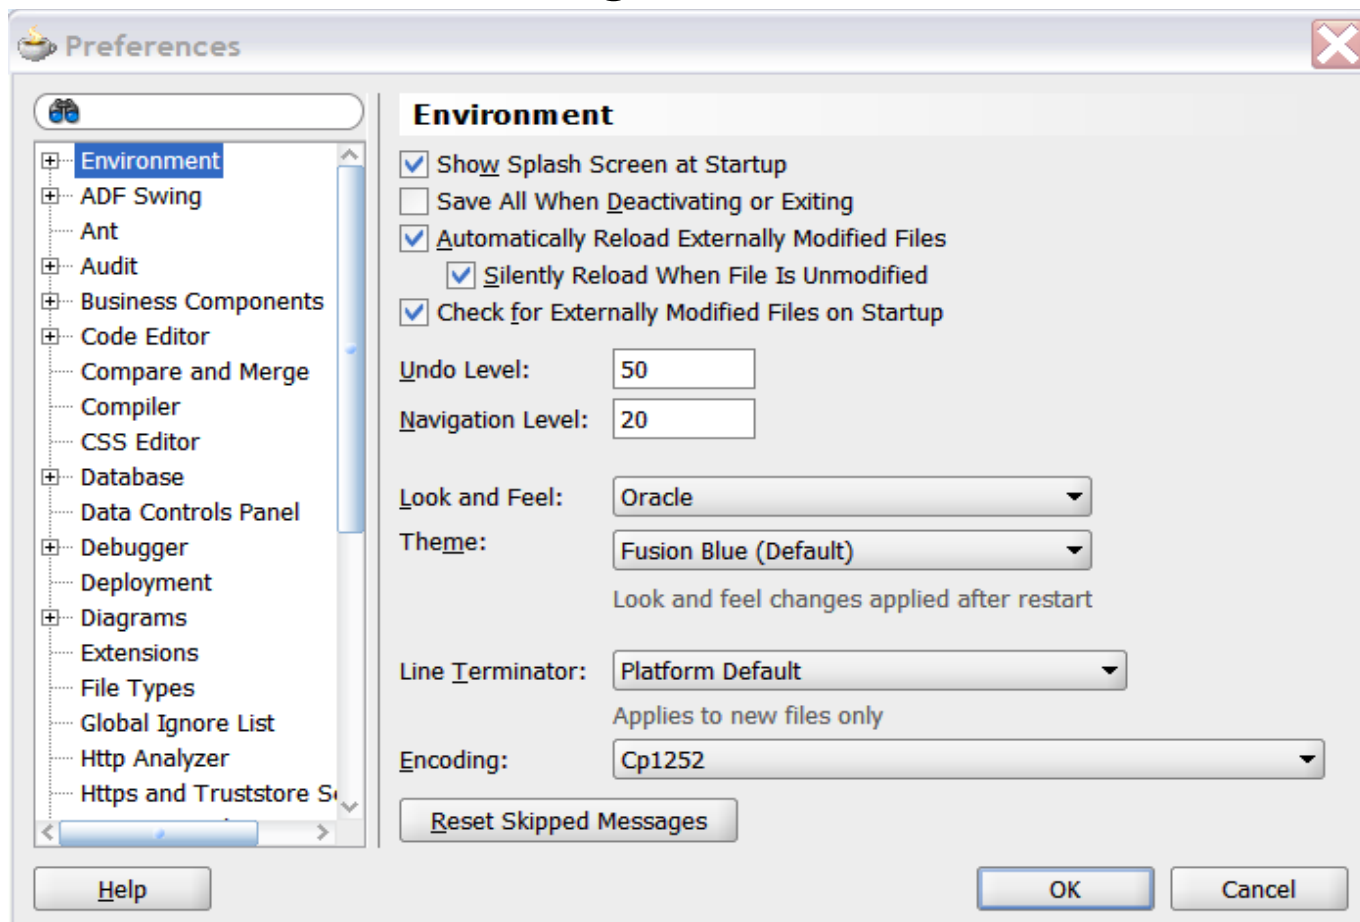 Preferences
Environment
ADF Swing
Ant
Audit
Business Components
Code Editor
Compare and Merge
Compiler
CSS Editor
Database
Data Controls Panel
Debugger
Deployment
Diagrams
Extensions
File Types
Global Ignore List
Http Analyzer
Https and Truststore
Environment
Show Splash Screen at Startup
Save All When Deactivating or Exiting
Automatically Reload Externally Modified Files
Silently Reload When File Is Unmodified
Check for Externally Modified Files on Startup
Undo Level: 50
Navigation Level: 20
Look and Feel: Oracle
Theme: Fusion Blue (Default)
Look and feel changes applied after restart
Line Terminator: Platform Default
Applies to new files only
Encoding: Cp1252
Reset Skipped Messages
Help OK Cancel